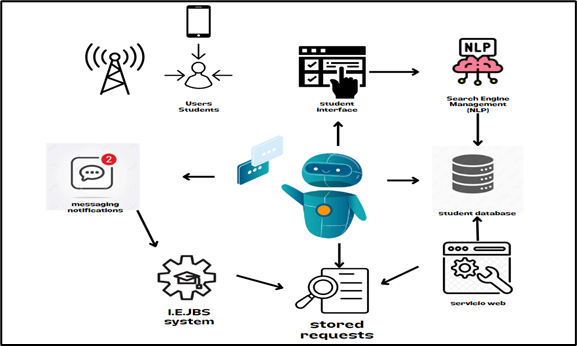 NLP
Users
Students
student
Interface
Search Engine
Management
(NLP)
2
messaging
notifications
student database
I.E.JBS
system
stored
requests
servicio web